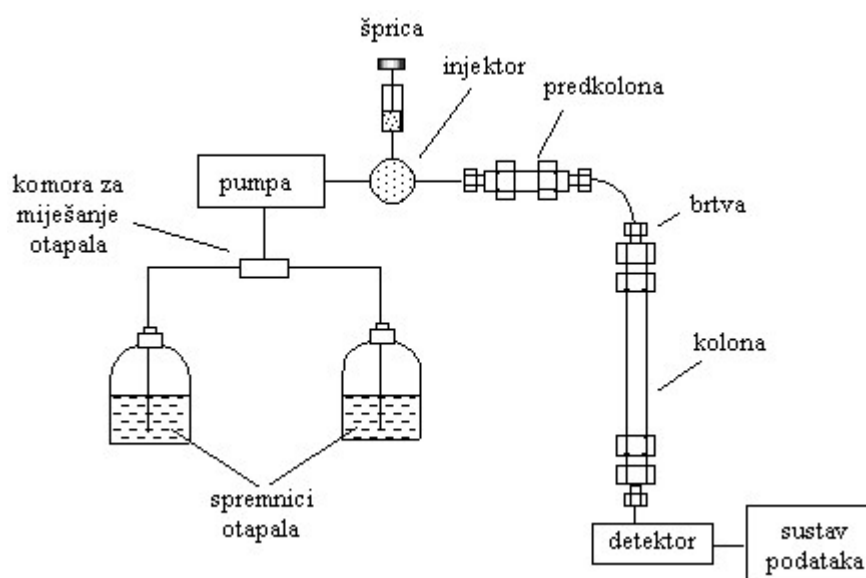 šprica
injektor
predkolona
pumpa
komora za
miješanje
otapala
brtva
kolona
spremnici
otapala
detektor
sustav
podataka